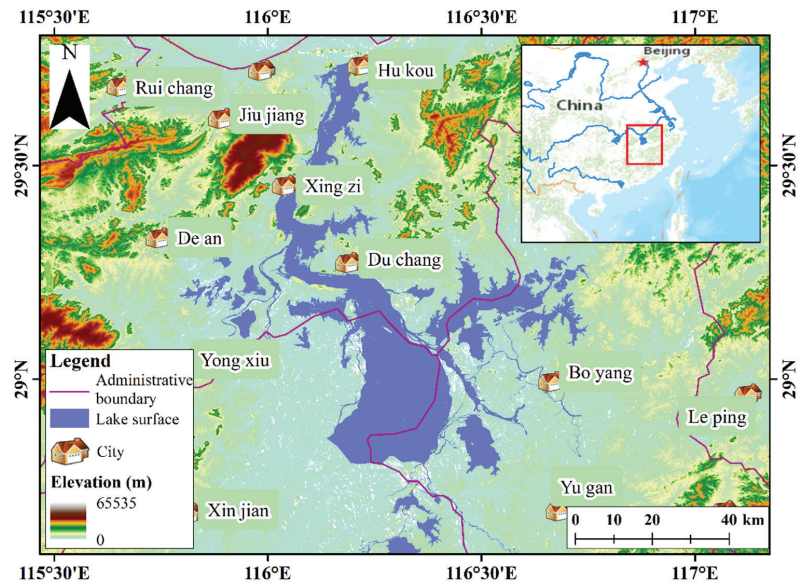 115°30'E 116°E 116°30'E 117°E
N
Rui chang
Hu kou
Jiu jiang
Beijing
China
29°30'N
29°30'N
Xing zi
De an
Du chang
29°N
29°N
Yong xiu
Bo yang
Le ping
Legend
Administrative
boundary
Lake surface
City
Elevation (m)
65535
0
Xin jian
Yu gan
0 10 20 40 km
115°30'E 116°E 116°30'E 117°E